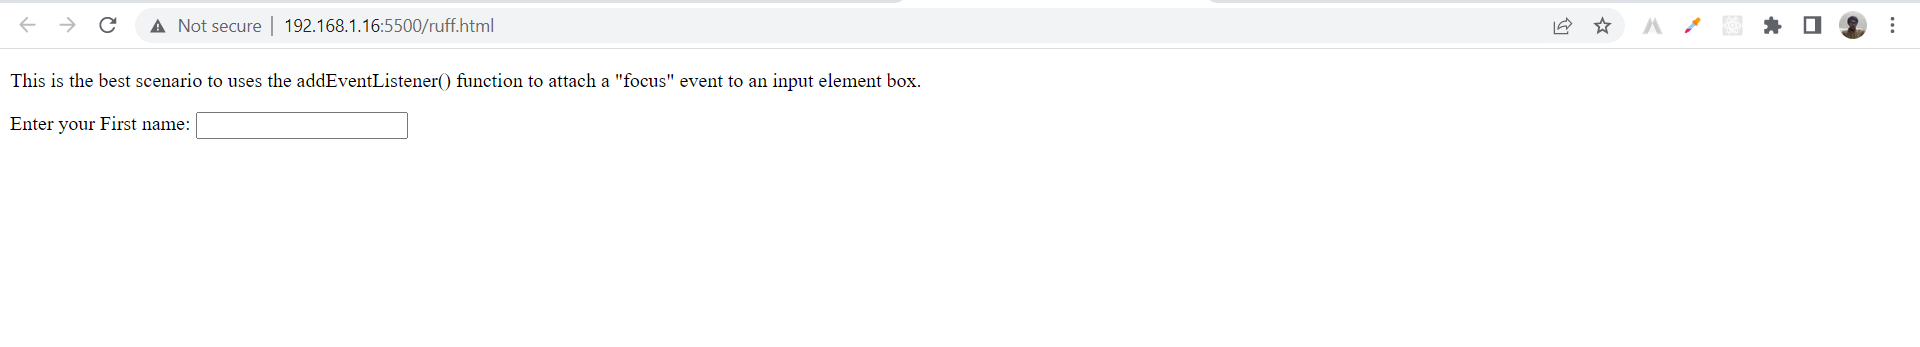 Not secure | 192.168.1.16:5500/ruff.html
This is the best scenario to uses the addEventListener() function to attach a "focus" event to an input element box.
Enter your First name: